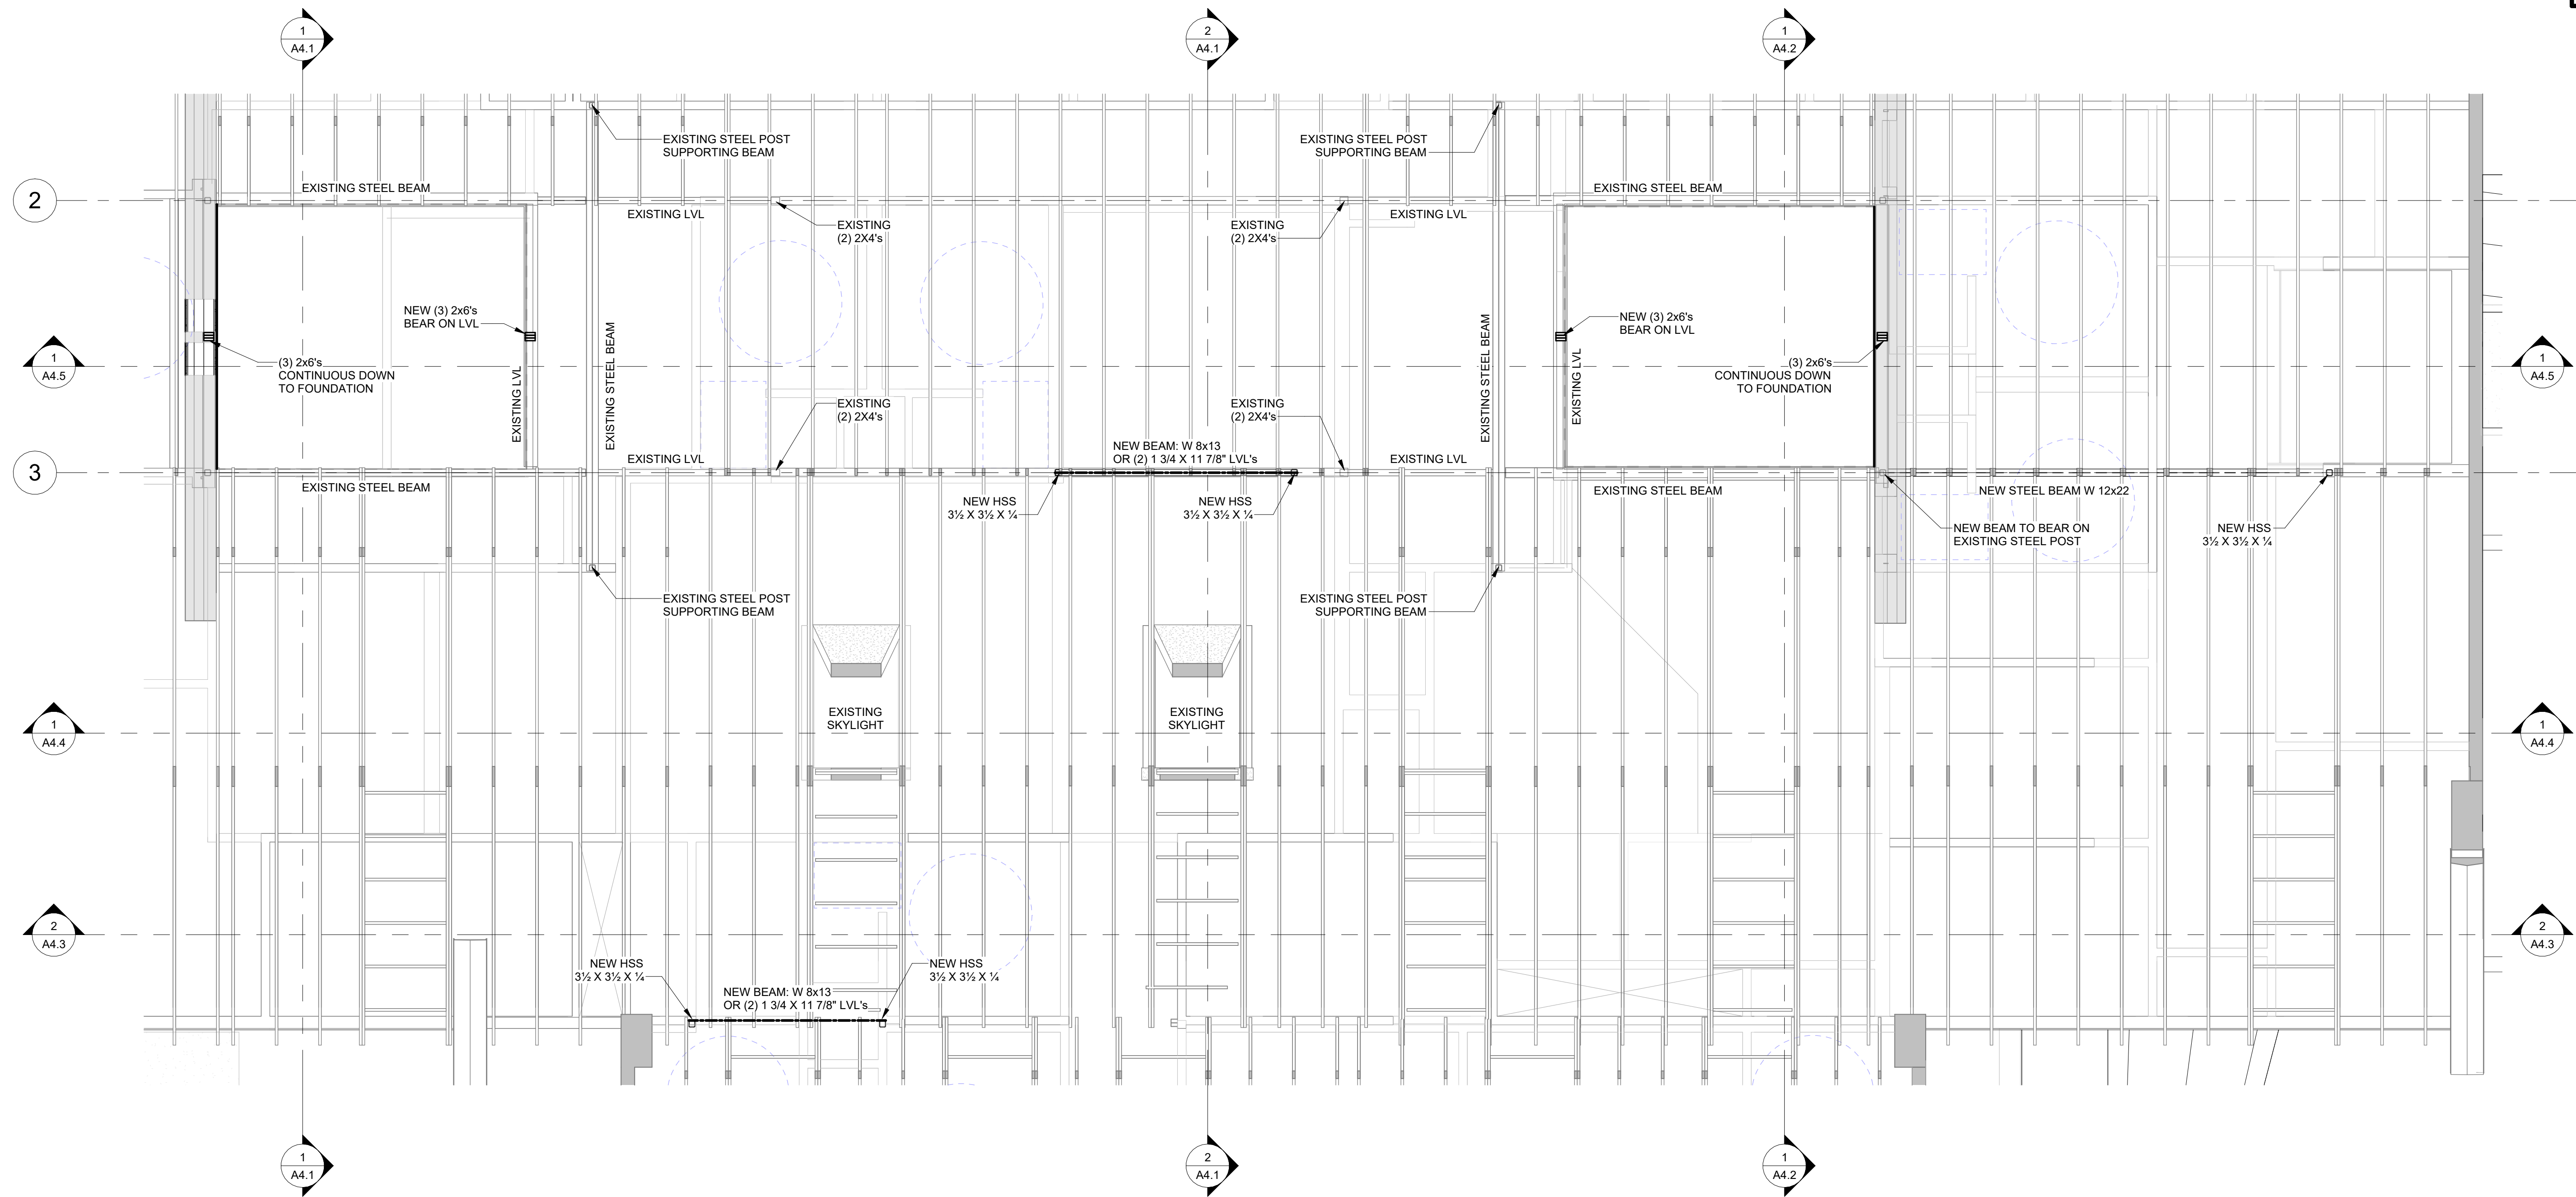 1
A4.1
2
A4.1
1
A4.2
EXISTING STEEL POST
SUPPORTING BEAM
EXISTING STEEL POST
SUPPORTING BEAM
2
EXISTING STEEL BEAM
EXISTING STEEL BEAM
EXISTING LVL
EXISTING LVL
EXISTING
(2) 2X4's
EXISTING
(2) 2X4's
NEW (3) 2x6's
BEAR ON LVL
NEW (3) 2x6's
BEAR ON LVL
1
A4.5
(3) 2x6's
CONTINUOUS DOWN
TO FOUNDATION
EXISTING LVL
EXISTING STEEL BEAM
EXISTING STEEL BEAM
EXISTING LVL
(3) 2x6's
CONTINUOUS DOWN
TO FOUNDATION
1
A4.5
EXISTING
(2) 2X4's
EXISTING
(2) 2X4's
NEW BEAM: W 8x13
OR (2) 1 3/4 X 11 7/8" LVL's
EXISTING LVL
EXISTING LVL
3
EXISTING STEEL BEAM
EXISTING STEEL BEAM
NEW STEEL BEAM W 12x22
NEW HSS
3½ X 3½ X ¼
NEW HSS
3½ X 3½ X ¼
NEW BEAM TO BEAR ON
EXISTING STEEL POST
NEW HSS
3½ X 3½ X ¼
EXISTING STEEL POST
SUPPORTING BEAM
EXISTING STEEL POST
SUPPORTING BEAM
EXISTING
SKYLIGHT
EXISTING
SKYLIGHT
1
A4.4
1
A4.4
2
A4.3
2
A4.3
NEW HSS
3½ X 3½ X ¼
NEW HSS
3½ X 3½ X ¼
NEW BEAM: W 8x13
OR (2) 1 3/4 X 11 7/8" LVL's
1
A4.1
2
A4.1
1
A4.2